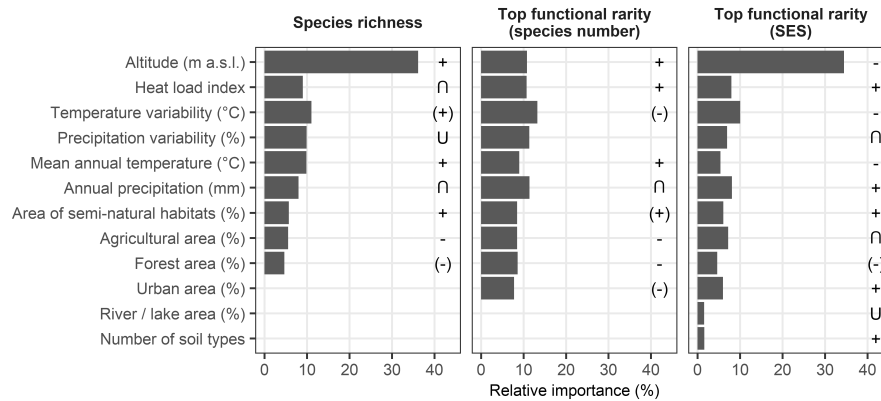 Species richness
Top functional rarity
(species number)
Top functional rarity
(SES)
Altitude (m a.s.l.) + + -
Heat load index ∩ + +
Temperature variability (°C) (+) (-) -
Precipitation variability (%) U ∩
Mean annual temperature (°C) + + -
Annual precipitation (mm) ∩ ∩ +
Area of semi-natural habitats (%) + (+) +
Agricultural area (%) - - ∩
Forest area (%) (-) - (-)
Urban area (%) (-) +
River / lake area (%) U
Number of soil types +
0 10 20 30 40 0 10 20 30 40 0 10 20 30 40
Relative importance (%)